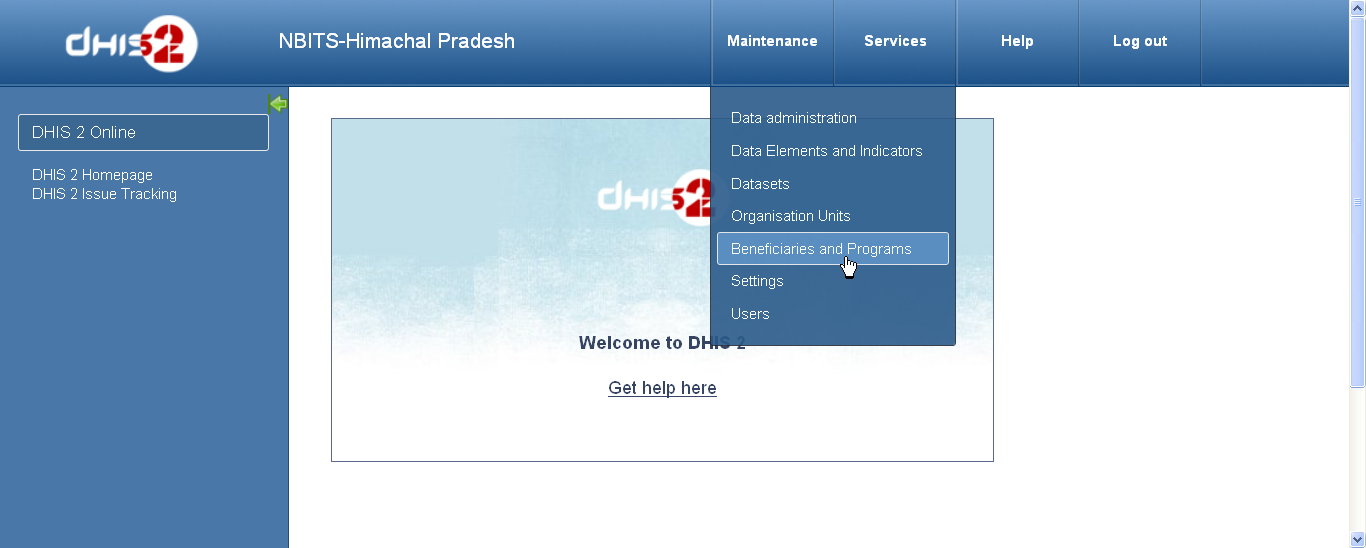 dHIS2
NBITS-Himachal Pradesh
Maintenance
Services
Help
Log out
DHIS 2 Online
DHIS 2 Homepage
DHIS 2 Issue Tracking
Data administration
Data Elements and Indicators
Datasets
Organisation Units
Beneficiaries and Programs
Settings
Users
dHIS2
Welcome to DHIS 2
Get help here